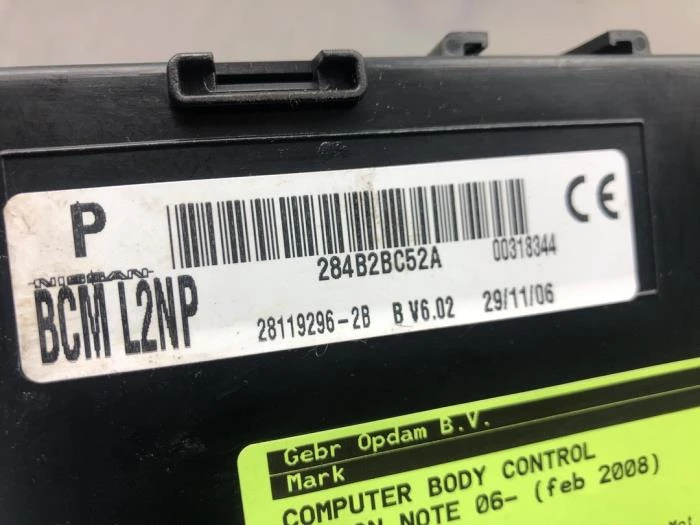 P
NISSAN
BCM L2NP
284B2BC52A
00318344
28119296-2B B V6.02 29/11/06
CE
Gebr Opdam B.V.
Mark
COMPUTER BODY CONTROL
NOTE 06- (feb 2008)